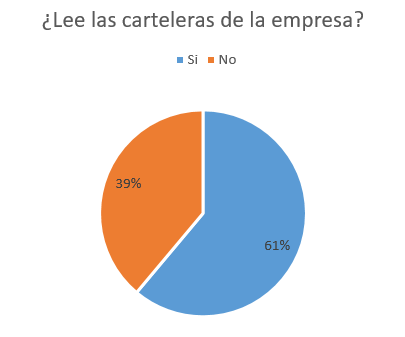 ¿Lee las carteleras de la empresa?
Si No
39%
61%